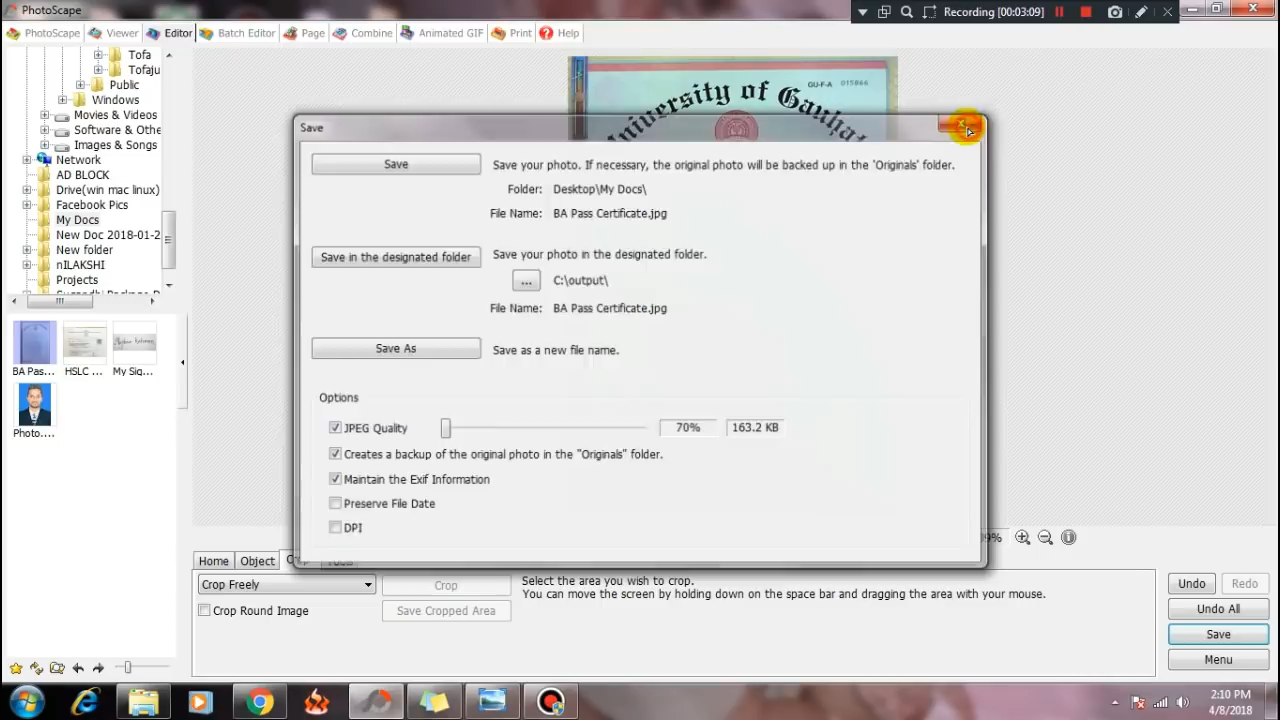 PhotoScape
Recording [00:03:09]
PhotoScape Viewer Editor Batch Editor Page Combine Animated GIF Print Help
Tofa
Tofaju
Public
Windows
Movies & Videos
Software & Othe
Images & Songs
Network
AD BLOCK
Drive(win mac linux)
Facebook Pics
My Docs
New Doc 2018-01-2
New folder
nILAKSHI
Projects
BA Pas... HSLC ... My Sig...
Photo....
GU-F-A 015866
niversity of Gauha
Save
Save Save your photo. If necessary, the original photo will be backed up in the 'Originals' folder.
Folder: Desktop\My Docs\
File Name: BA Pass Certificate.jpg
Save in the designated folder Save your photo in the designated folder.
... C:\output\
File Name: BA Pass Certificate.jpg
Save As Save as a new file name.
Options
JPEG Quality 70% 163.2 KB
Creates a backup of the original photo in the "Originals" folder.
Maintain the Exif Information
Preserve File Date
DPI
Home Object
Crop Freely Crop Select the area you wish to crop.
You can move the screen by holding down on the space bar and dragging the area with your mouse.
Crop Round Image Save Cropped Area
Undo Redo
Undo All
Save
Menu
2:10 PM
4/8/2018